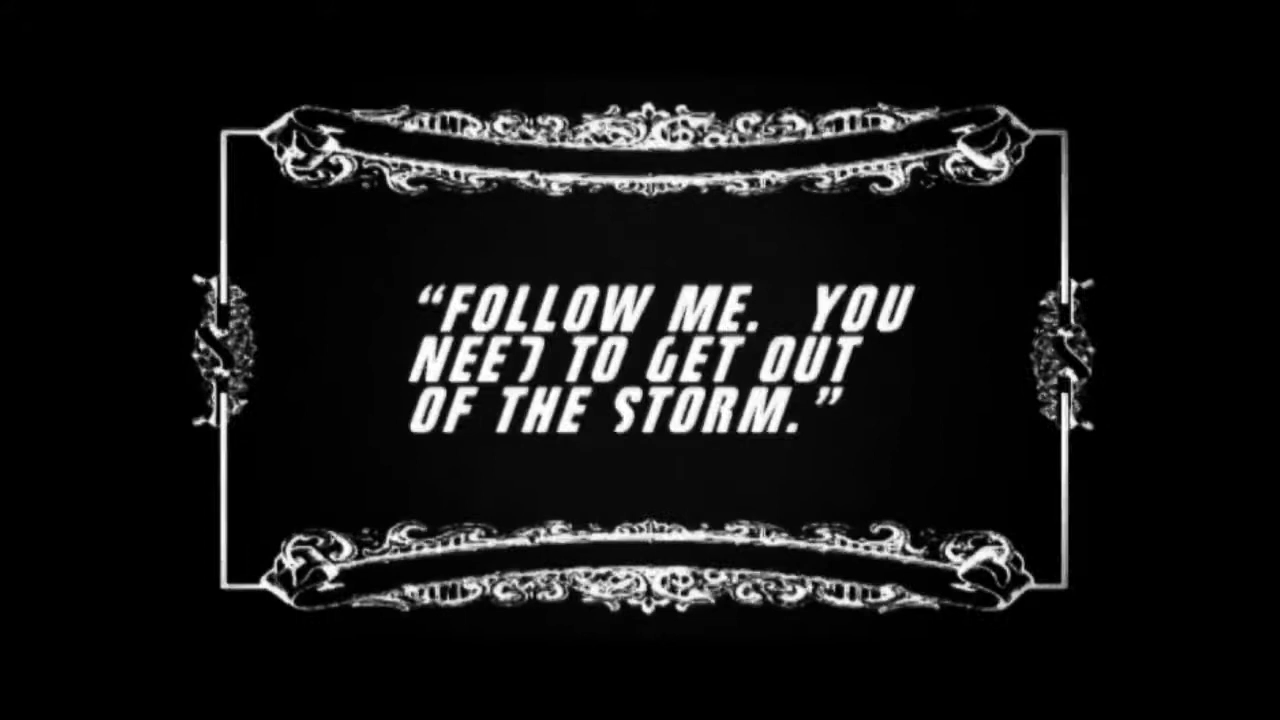 “FOLLOW ME.  YOU
NEED TO GET OUT
OF THE STORM.”